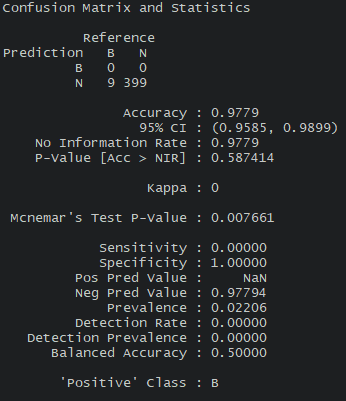 Confusion Matrix and Statistics
Reference
Prediction B N
B 0 0
N 9 399
Accuracy : 0.9779
95% CI : (0.9585, 0.9899)
No Information Rate : 0.9779
P-Value [Acc > NIR] : 0.587414
Kappa : 0
Mcnemar's Test P-Value : 0.007661
Sensitivity : 0.00000
Specificity : 1.00000
Pos Pred Value : NaN
Neg Pred Value : 0.97794
Prevalence : 0.02206
Detection Rate : 0.00000
Detection Prevalence : 0.00000
Balanced Accuracy : 0.50000
'Positive' Class : B